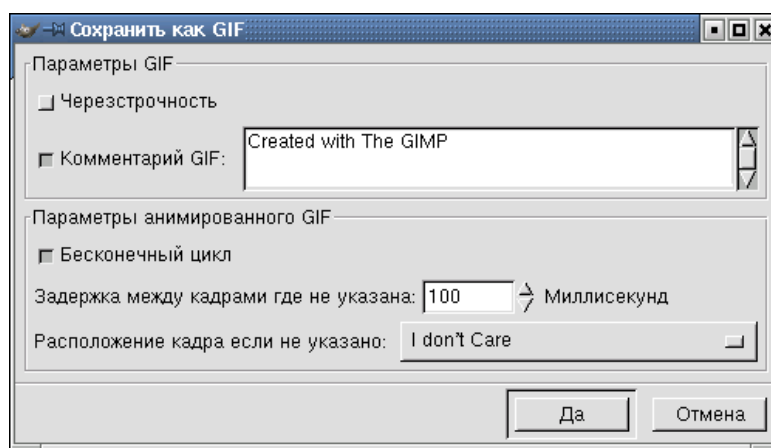 Сохранить как GIF
Параметры GIF
Черезстрочность
Комментарий GIF: Created with The GIMP
Параметры анимированного GIF
Бесконечный цикл
Задержка между кадрами где не указана: 100 Миллисекунд
Расположение кадра если не указано: I don't Care
Да Отмена